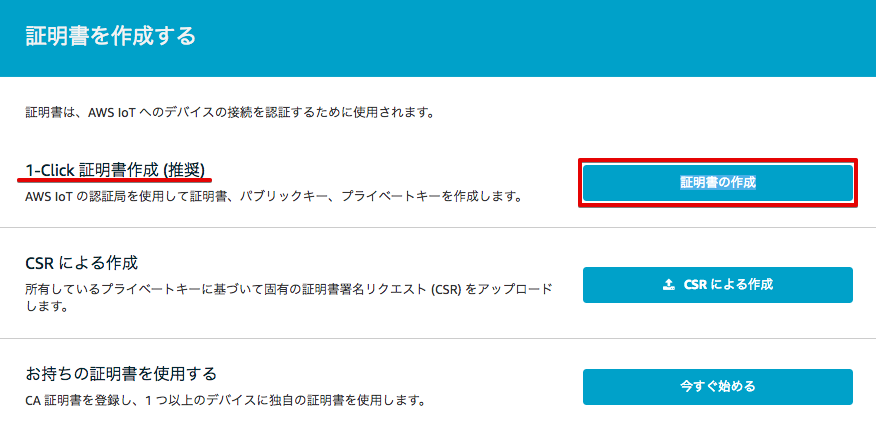 証明書を作成する
証明書は、AWS IoT へのデバイスの接続を認証するために使用されます。
1-Click 証明書作成 (推奨)
AWS IoT の認証局を使用して証明書、パブリックキー、プライベートキーを作成します。
証明書の作成
CSR による作成
所有しているプライベートキーに基づいて固有の証明書署名リクエスト (CSR) をアップロード
します。
CSR による作成
お持ちの証明書を使用する
CA 証明書を登録し、1 つ以上のデバイスに独自の証明書を使用します。
今すぐ始める